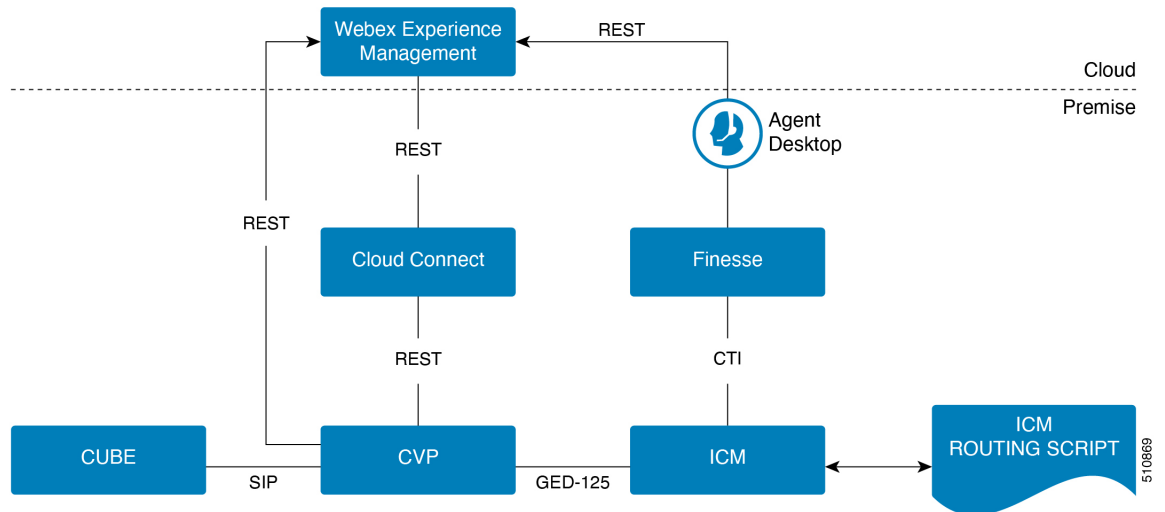 Webex Experience
Management
REST
Cloud
Premise
Agent
Desktop
REST
REST
Cloud Connect
Finesse
REST
CTI
CUBE
SIP
CVP
GED-125
ICM
ICM
ROUTING SCRIPT
510869